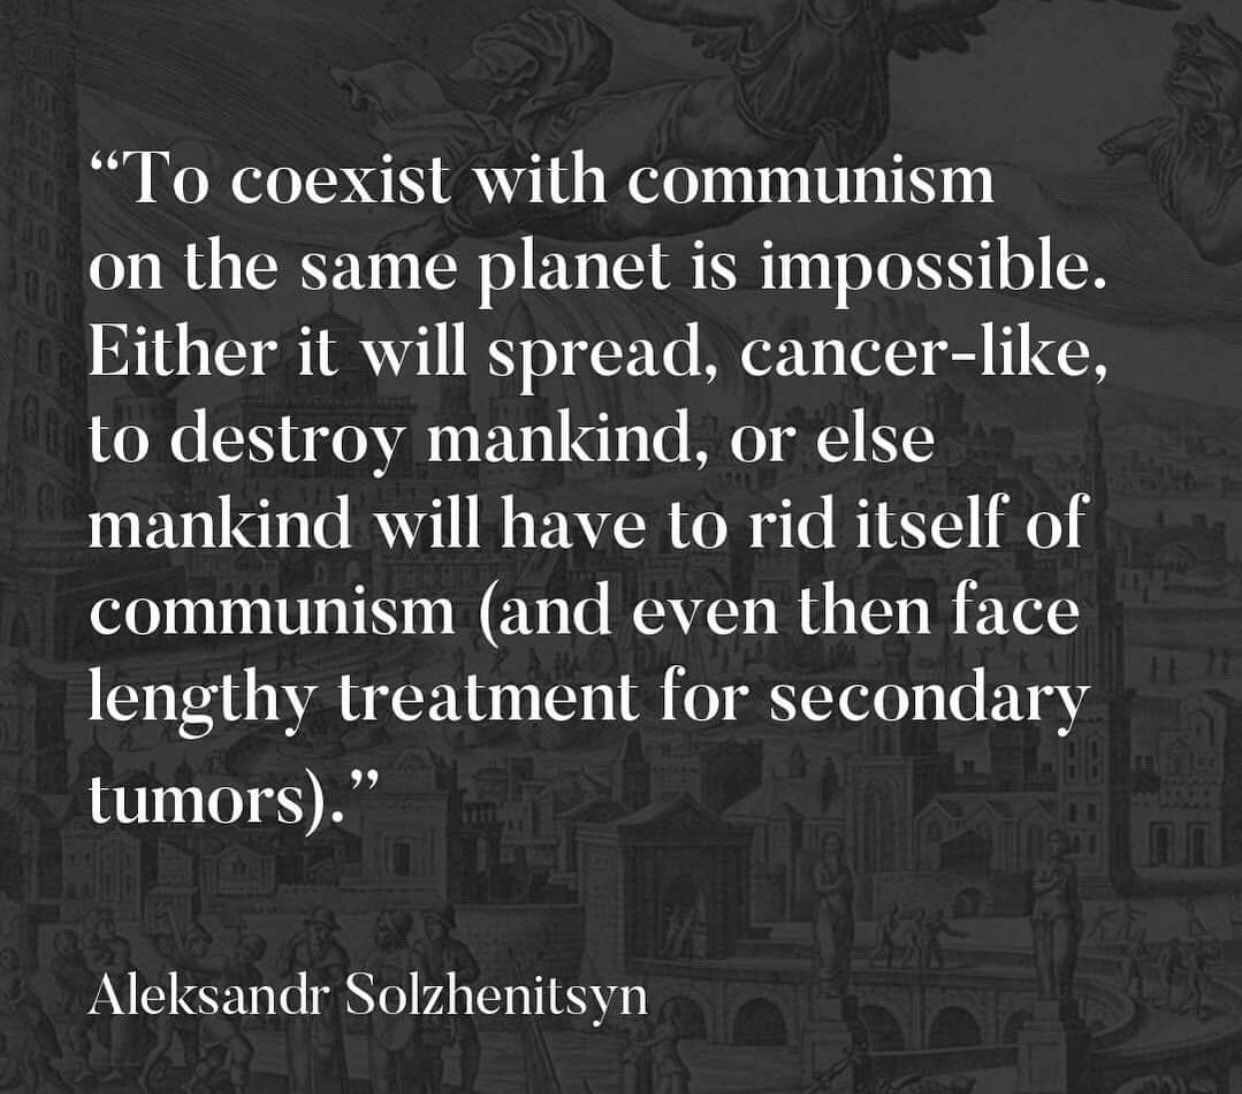 “To coexist with communism
on the same planet is impossible.
Either it will spread, cancer-like,
to destroy mankind, or else
mankind will have to rid itself of
communism (and even then face
lengthy treatment for secondary
tumors).”
Aleksandr Solzhenitsyn